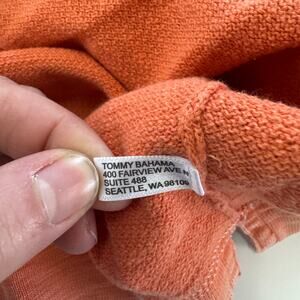 TOMMY BAHAMA
400 FAIRVIEW AVE N
SUITE 488
SEATTLE, WA 98109